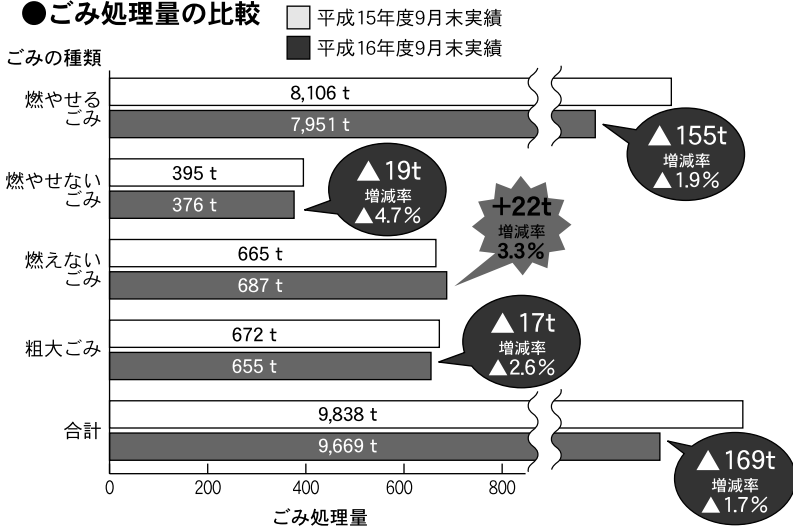 ●ごみ処理量の比較
平成15年度9月末実績
平成16年度9月末実績
ごみの種類
燃やせる
ごみ
8,106 t
7,951 t
▲155t
増減率
▲1.9%
燃やせない
ごみ
395 t
376 t
▲19t
増減率
▲4.7%
燃えない
ごみ
665 t
687 t
+22t
増減率
3.3%
粗大ごみ
672 t
655 t
▲17t
増減率
▲2.6%
合計
9,838 t
9,669 t
▲169t
増減率
▲1.7%
0 200 400 600 800
ごみ処理量